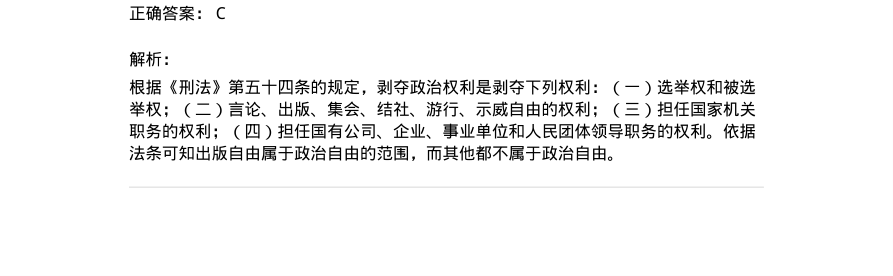 正确答案： C
解析：
根据《刑法》第五十四条的规定，剥夺政治权利是剥夺下列权利：（一）选举权和被选
举权；（二）言论、出版、集会、结社、游行、示威自由的权利；（三）担任国家机关
职务的权利；（四）担任国有公司、企业、事业单位和人民团体领导职务的权利。依据
法条可知出版自由属于政治自由的范围，而其他都不属于政治自由。